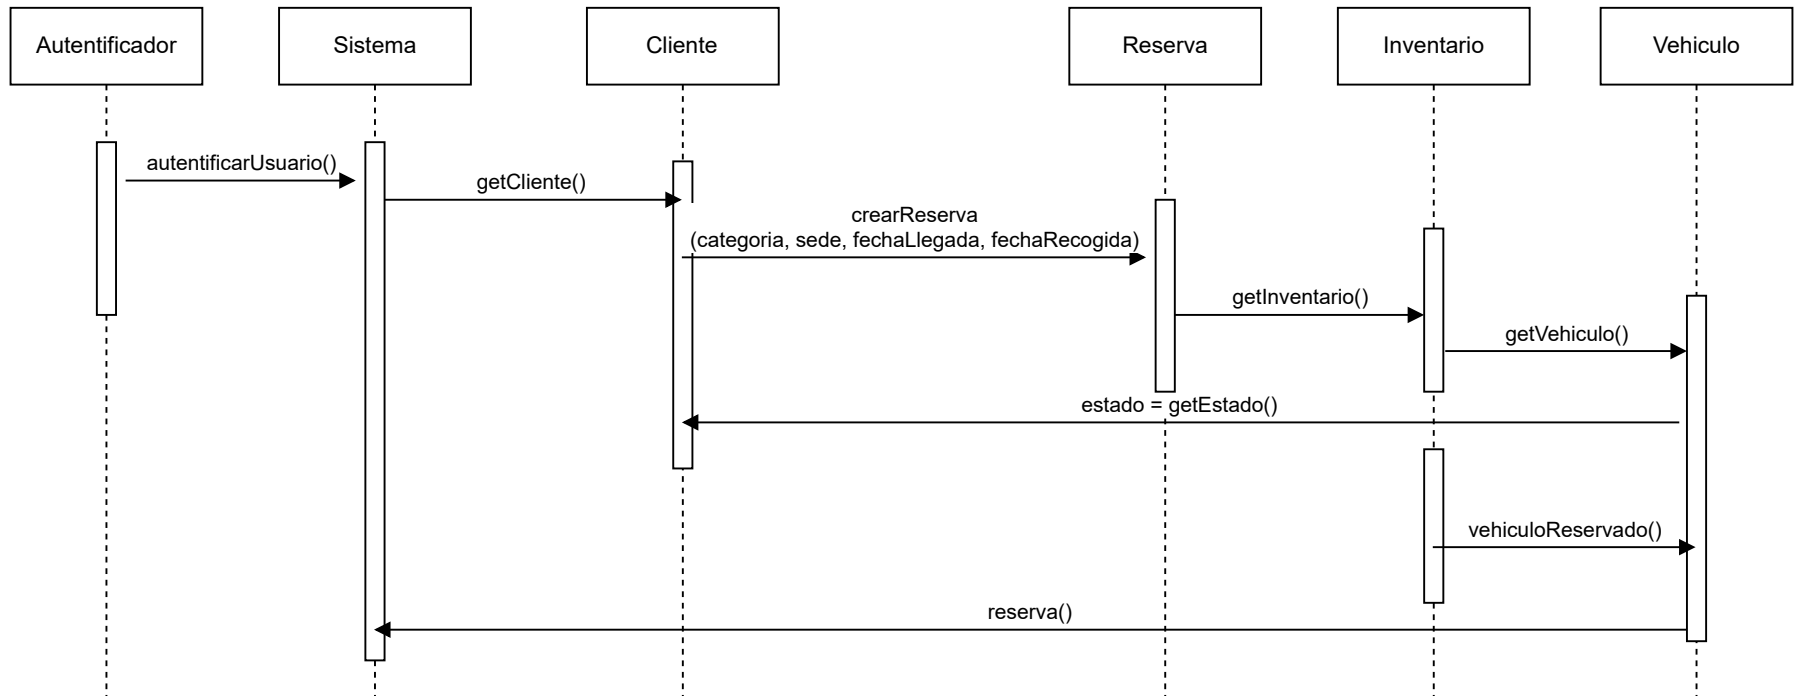 Autentificador
Sistema
Cliente
Reserva
Inventario
Vehiculo
autentificarUsuario()
getCliente()
crearReserva
(categoria, sede, fechaLlegada, fechaRecogida)
getInventario()
getVehiculo()
estado = getEstado()
vehiculoReservado()
reserva()